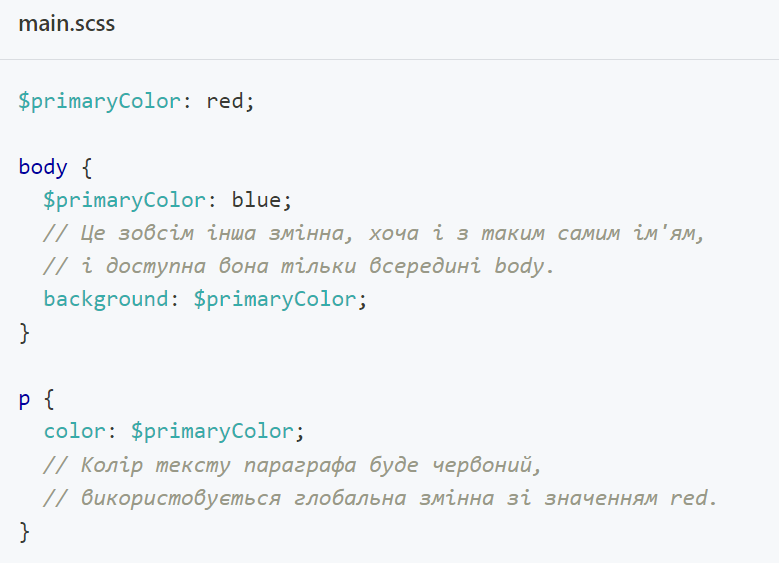 main.scss
$primaryColor: red;
body {
$primaryColor: blue;
// Це зовсім інша змінна, хоча і з таким самим ім'ям,
// і доступна вона тільки всередині body.
background: $primaryColor;
}
p {
color: $primaryColor;
// Колір тексту параграфа буде червоний,
// використовується глобальна змінна зі значенням red.
}